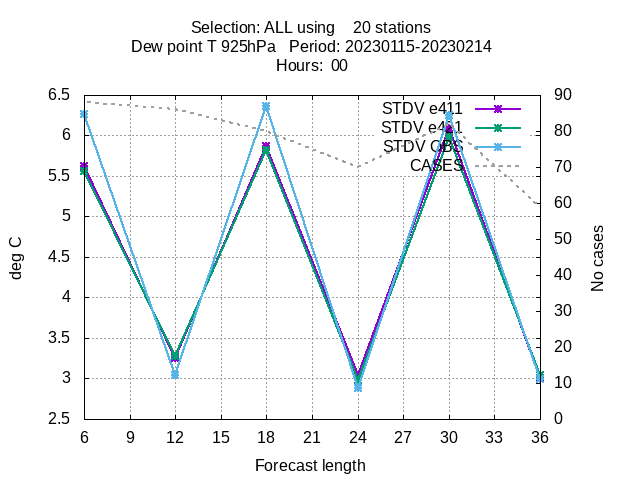 Selection: ALL using    20 stations
Dew point T 925hPa   Period: 20230115-20230214
Hours:  00
6.5
6
5.5
5
4.5
4
3.5
3
2.5
deg C
STDV e411
STDV
STDV OBS
CASES
90
80
70
60
50
40
30
20
10
0
No cases
6 9 12 15 18 21 24 27 30 33 36
Forecast length